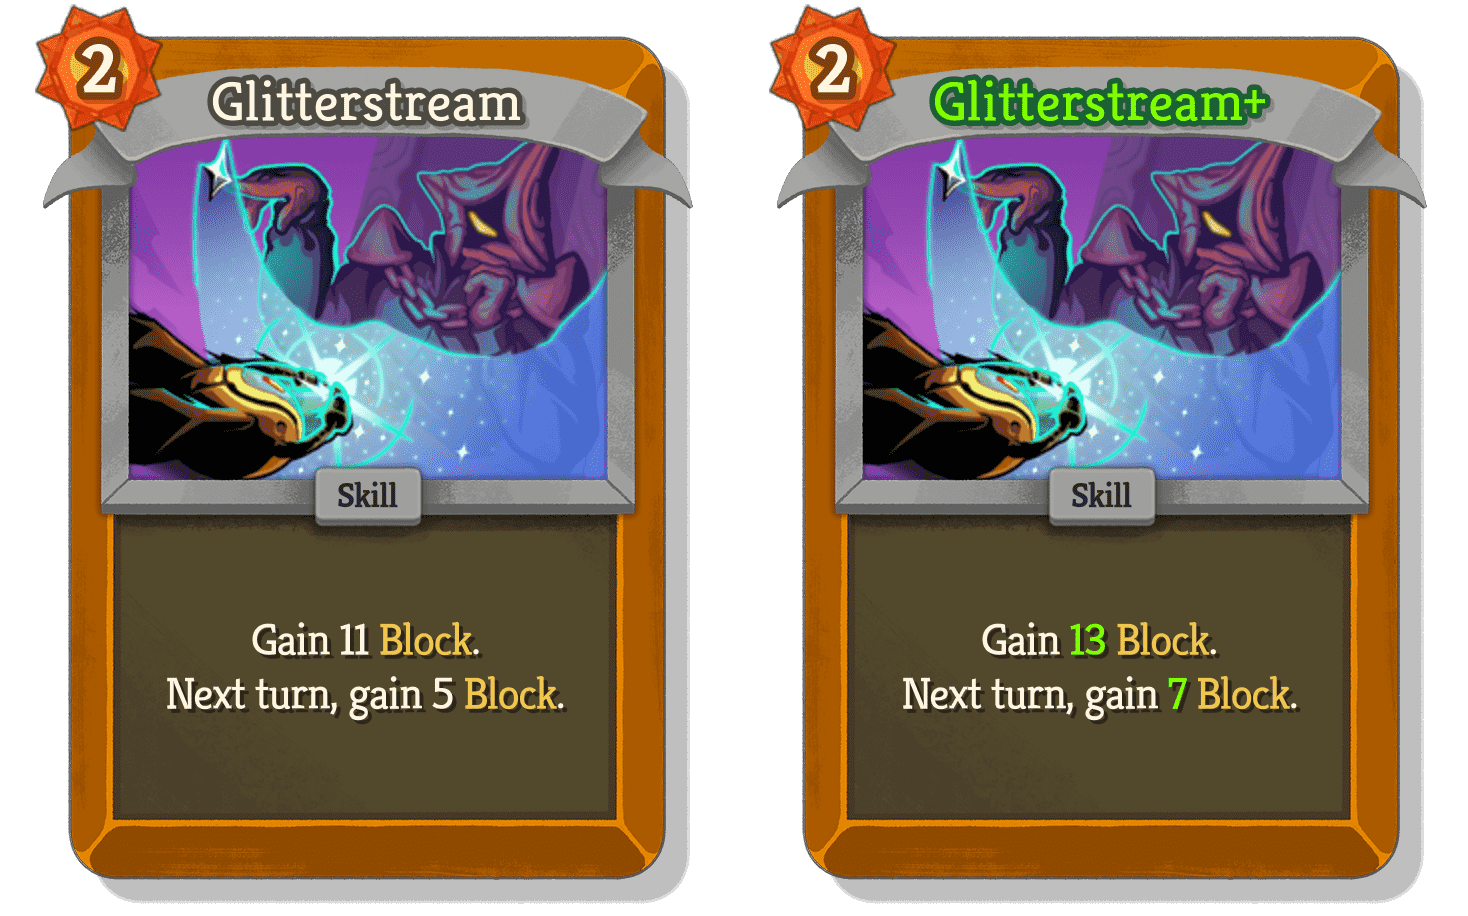 2
Glitterstream
Skill
Gain 11 Block.
Next turn, gain 5 Block.
2
Glitterstream+
Skill
Gain 13 Block.
Next turn, gain 7 Block.